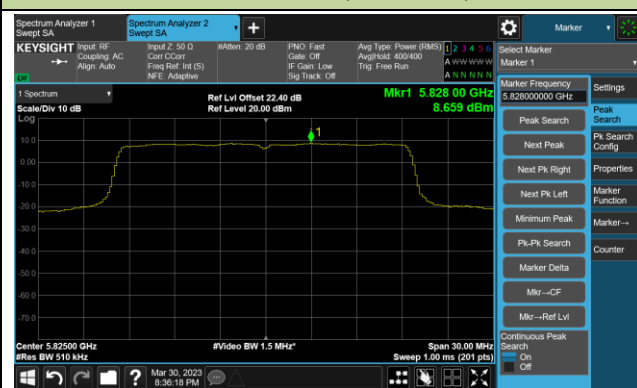 Spectrum Analyzer 1
Swept SA
Spectrum Analyzer 2
Swept SA
+
Marker
KEYSIGHT
Input: RF
Coupling: AC
Align: Auto
Input Z: 50 Ω
Corr CCorr
Freq Ref: Int (S)
NFE: Adaptive
#Atten: 20 dB
PNO: Fast
Gate: Off
IF Gain: Low
Sig Track: Off
Avg Type: Power (RMS)
Avg|Hold: 400/400
Trig: Free Run
1 2 3 4 5 6
A W W W W W
A N N N N N
Select Marker
Marker 1
1 Spectrum
Scale/Div 10 dB
Log
Ref Lvl Offset 22.40 dB
Ref Level 20.00 dBm
Mkr1 5.828 00 GHz
8.659 dBm
1
10.0
0.00
-10.0
-20.0
-30.0
-40.0
-50.0
-60.0
-70.0
Center 5.82500 GHz
#Res BW 510 kHz
#Video BW 1.5 MHz*
Span 30.00 MHz
Sweep 1.00 ms (201 pts)
Marker Frequency
5.828000000 GHz
Peak Search
Next Peak
Next Pk Right
Next Pk Left
Minimum Peak
Pk-Pk Search
Marker Delta
Mkr→CF
Mkr→Ref Lvl
Continuous Peak
Search
On
Off
Settings
Peak
Search
Pk Search
Config
Properties
Marker
Function
Marker→
Counter
?
Mar 30, 2023
8:36:18 PM